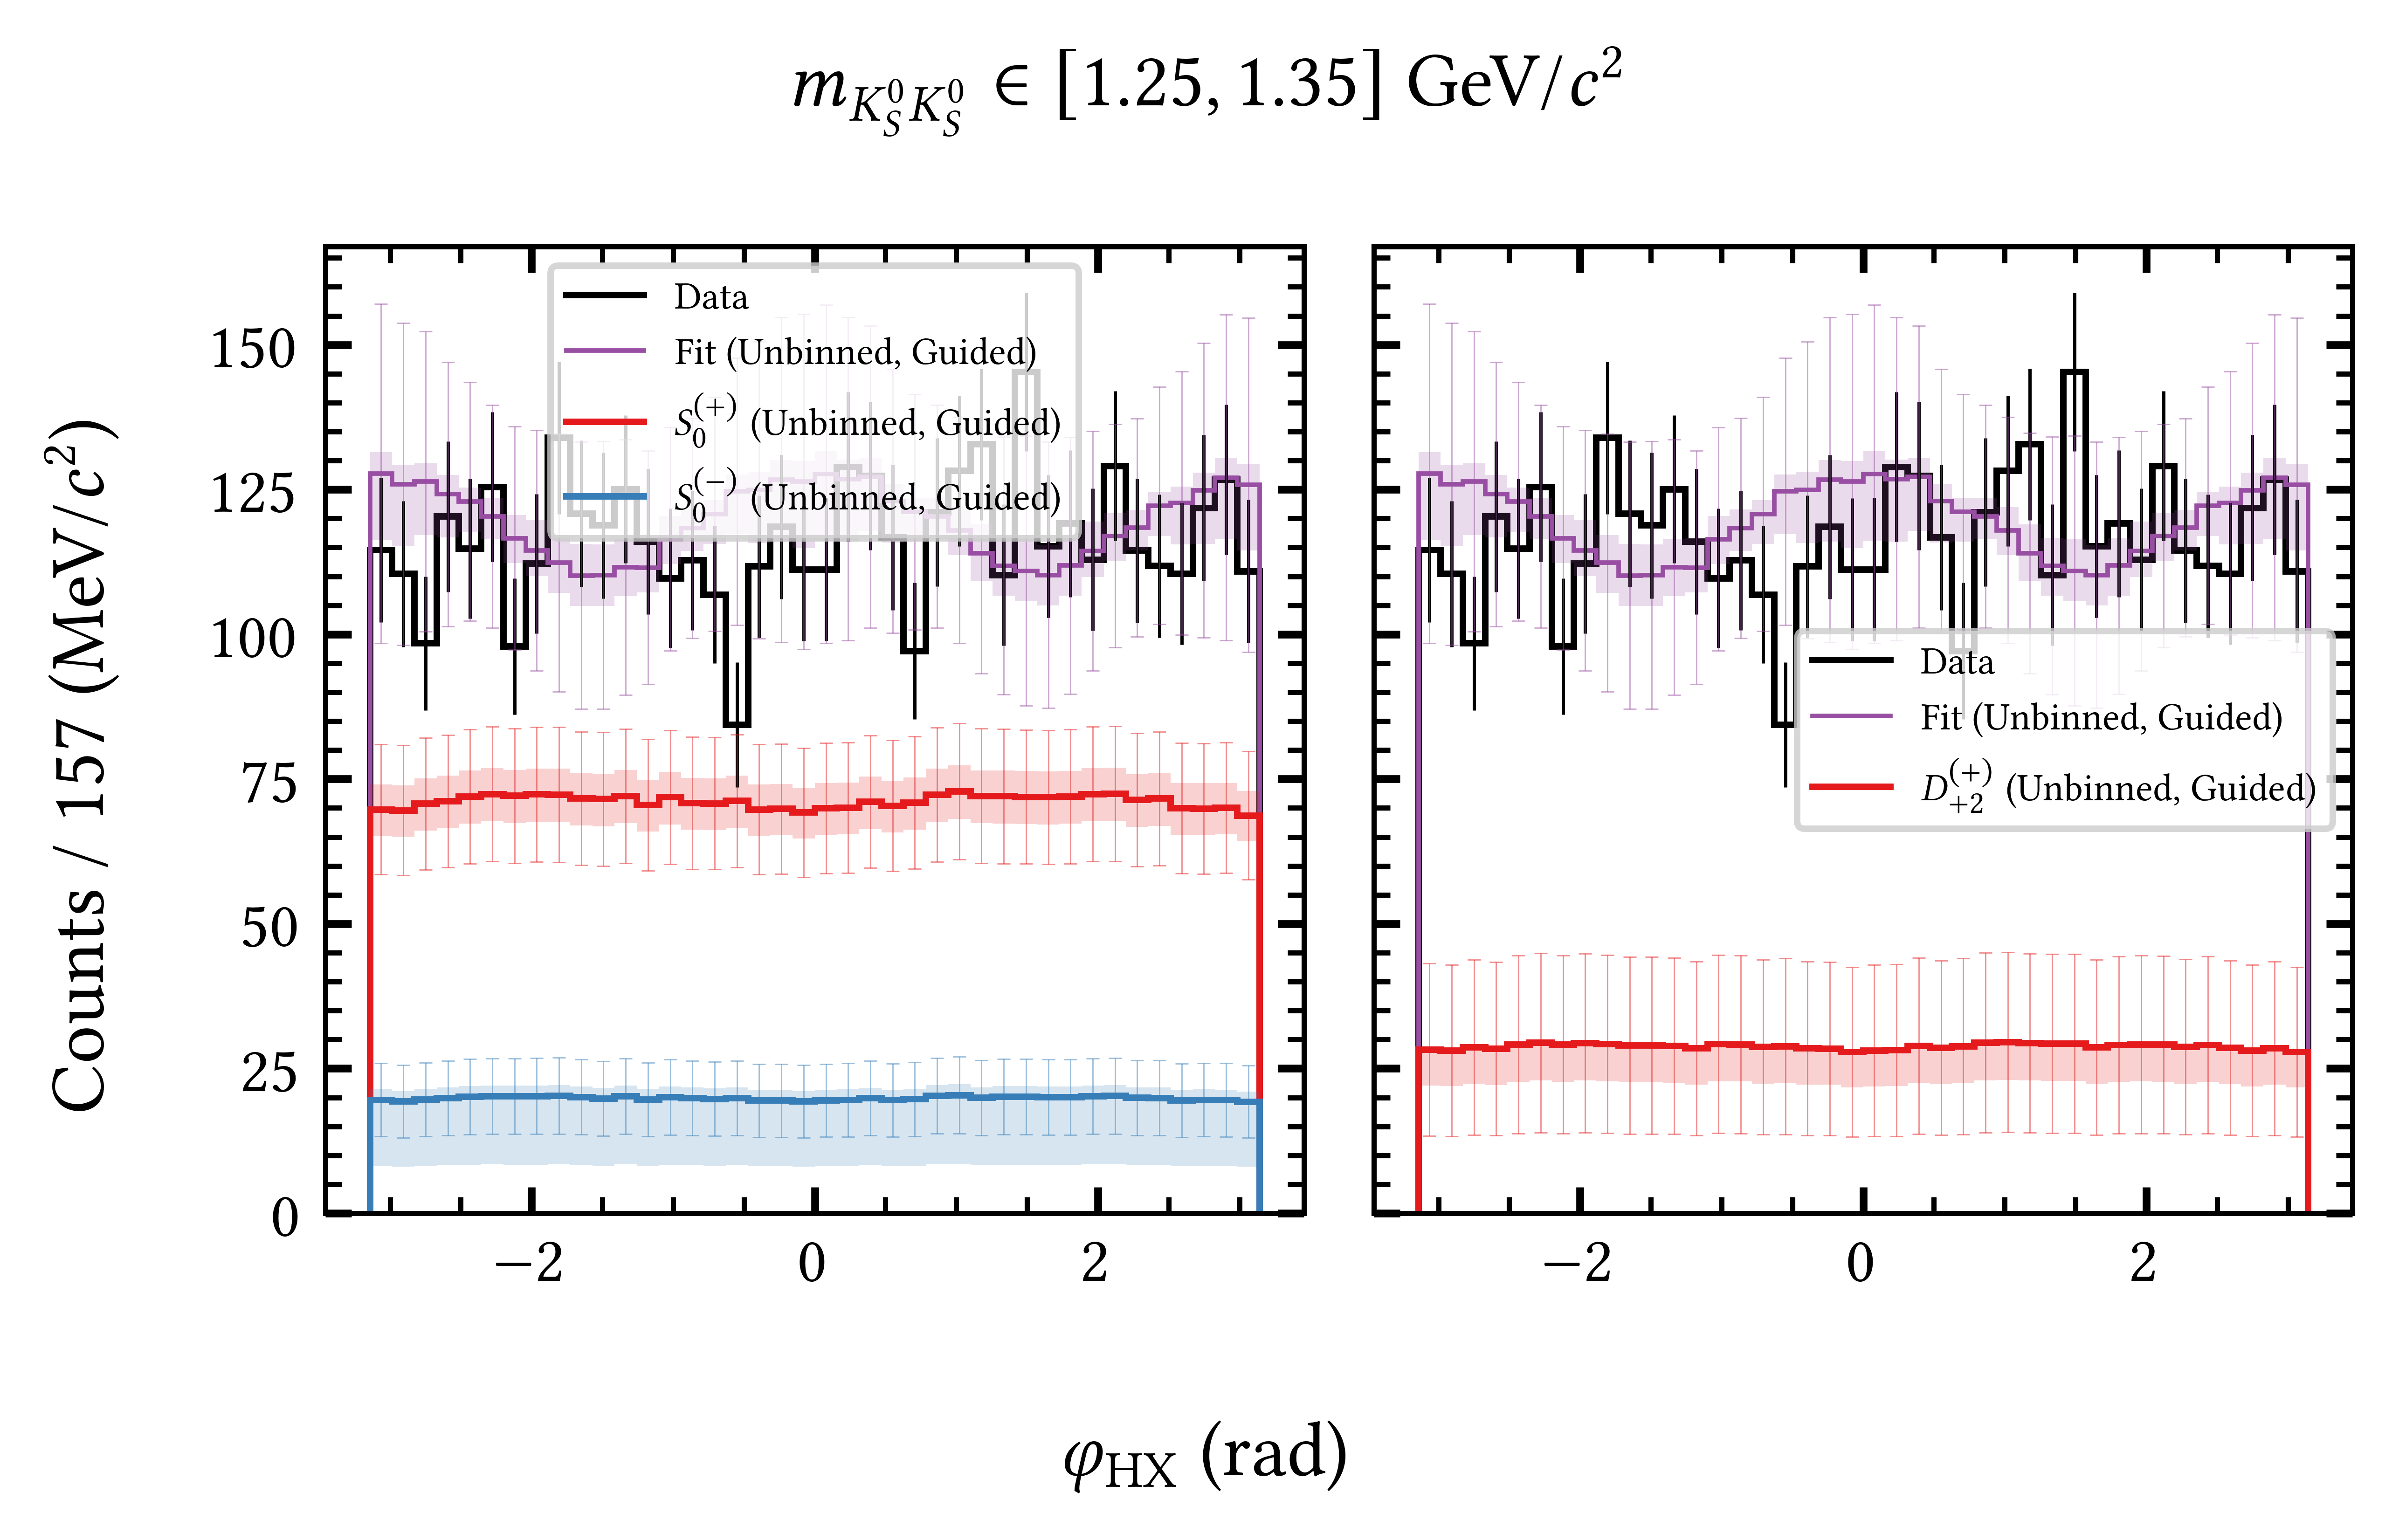 m_{K_S^0 K_S^0} ∈ [1.25, 1.35] GeV/c²
Counts / 157 (MeV/c²)
150
125
100
75
50
25
0
Data
Fit (Unbinned, Guided)
S_0^{(+)} (Unbinned, Guided)
S_0^{(−)} (Unbinned, Guided)
−2
0
2
Data
Fit (Unbinned, Guided)
D_{+2}^{(+)} (Unbinned, Guided)
−2
0
2
φ_HX (rad)